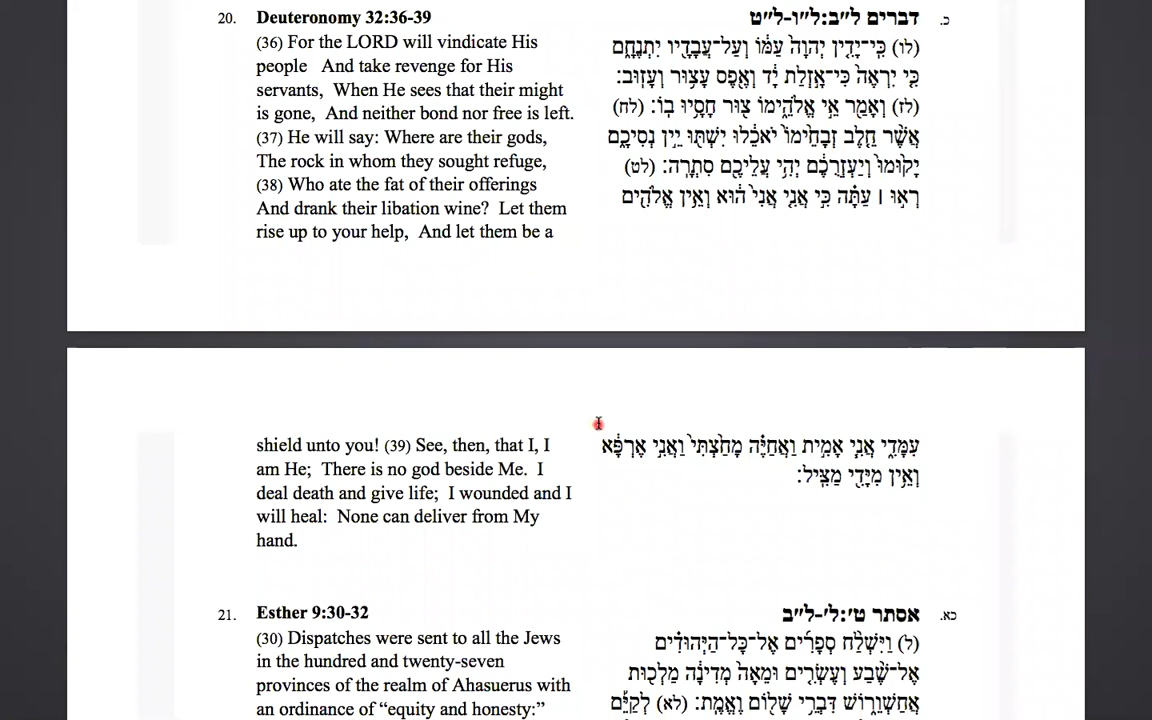 20. Deuteronomy 32:36-39
(36) For the LORD will vindicate His
people And take revenge for His
servants, When He sees that their might
is gone, And neither bond nor free is left.
(37) He will say: Where are their gods,
The rock in whom they sought refuge,
(38) Who ate the fat of their offerings
And drank their libation wine? Let them
rise up to your help, And let them be a
כ. דברים ל״ב:ל״ו-ל״ט
(לו) כִּֽי־יָדִ֤ין יְהוָה֙ עַמּ֔וֹ וְעַל־עֲבָדָ֖יו יִתְנֶחָ֑ם
כִּ֤י יִרְאֶה֙ כִּי־אָ֣זְלַת יָ֔ד וְאֶ֖פֶס עָצ֥וּר וְעָזֽוּב׃
(לז) וְאָמַ֖ר אֵ֣י אֱלֹהֵ֑ימוֹ צ֖וּר חָסָ֥יוּ בֽוֹ׃ (לח)
אֲשֶׁ֨ר חֵ֤לֶב זְבָחֵ֙ימוֹ֙ יֹאכֵ֔לוּ יִשְׁתּ֖וּ יֵ֣ין נְסִיכָ֑ם
יָק֙וּמוּ֙ וְיַעְזְרֻכֶ֔ם יְהִ֥י עֲלֵיכֶ֖ם סִתְרָֽה׃ (לט)
רְא֣וּ ׀ עַתָּ֗ה כִּ֣י אֲנִ֤י אֲנִי֙ ה֔וּא וְאֵ֥ין אֱלֹהִ֖ים
shield unto you! (39) See, then, that I, I
am He; There is no god beside Me. I
deal death and give life; I wounded and I
will heal: None can deliver from My
hand.
עִמָּדִ֑י אֲנִ֧י אָמִ֣ית וַאֲחַיֶּ֗ה מָחַ֙צְתִּי֙ וַאֲנִ֣י אֶרְפָּ֔א
וְאֵ֥ין מִיָּדִ֖י מַצִּֽיל׃
21. Esther 9:30-32
(30) Dispatches were sent to all the Jews
in the hundred and twenty-seven
provinces of the realm of Ahasuerus with
an ordinance of “equity and honesty:”
כא. אסתר ט׳:ל׳-ל״ב
(ל) וַיִּשְׁלַ֨ח סְפָרִ֜ים אֶל־כָּל־הַיְּהוּדִ֗ים
אֶל־שֶׁ֨בַע וְעֶשְׂרִ֤ים וּמֵאָה֙ מְדִינָ֔ה מַלְכ֖וּת
אֲחַשְׁוֵר֑וֹשׁ דִּבְרֵ֥י שָׁל֖וֹם וֶאֱמֶֽת׃ (לא) לְקַיֵּ֡ם